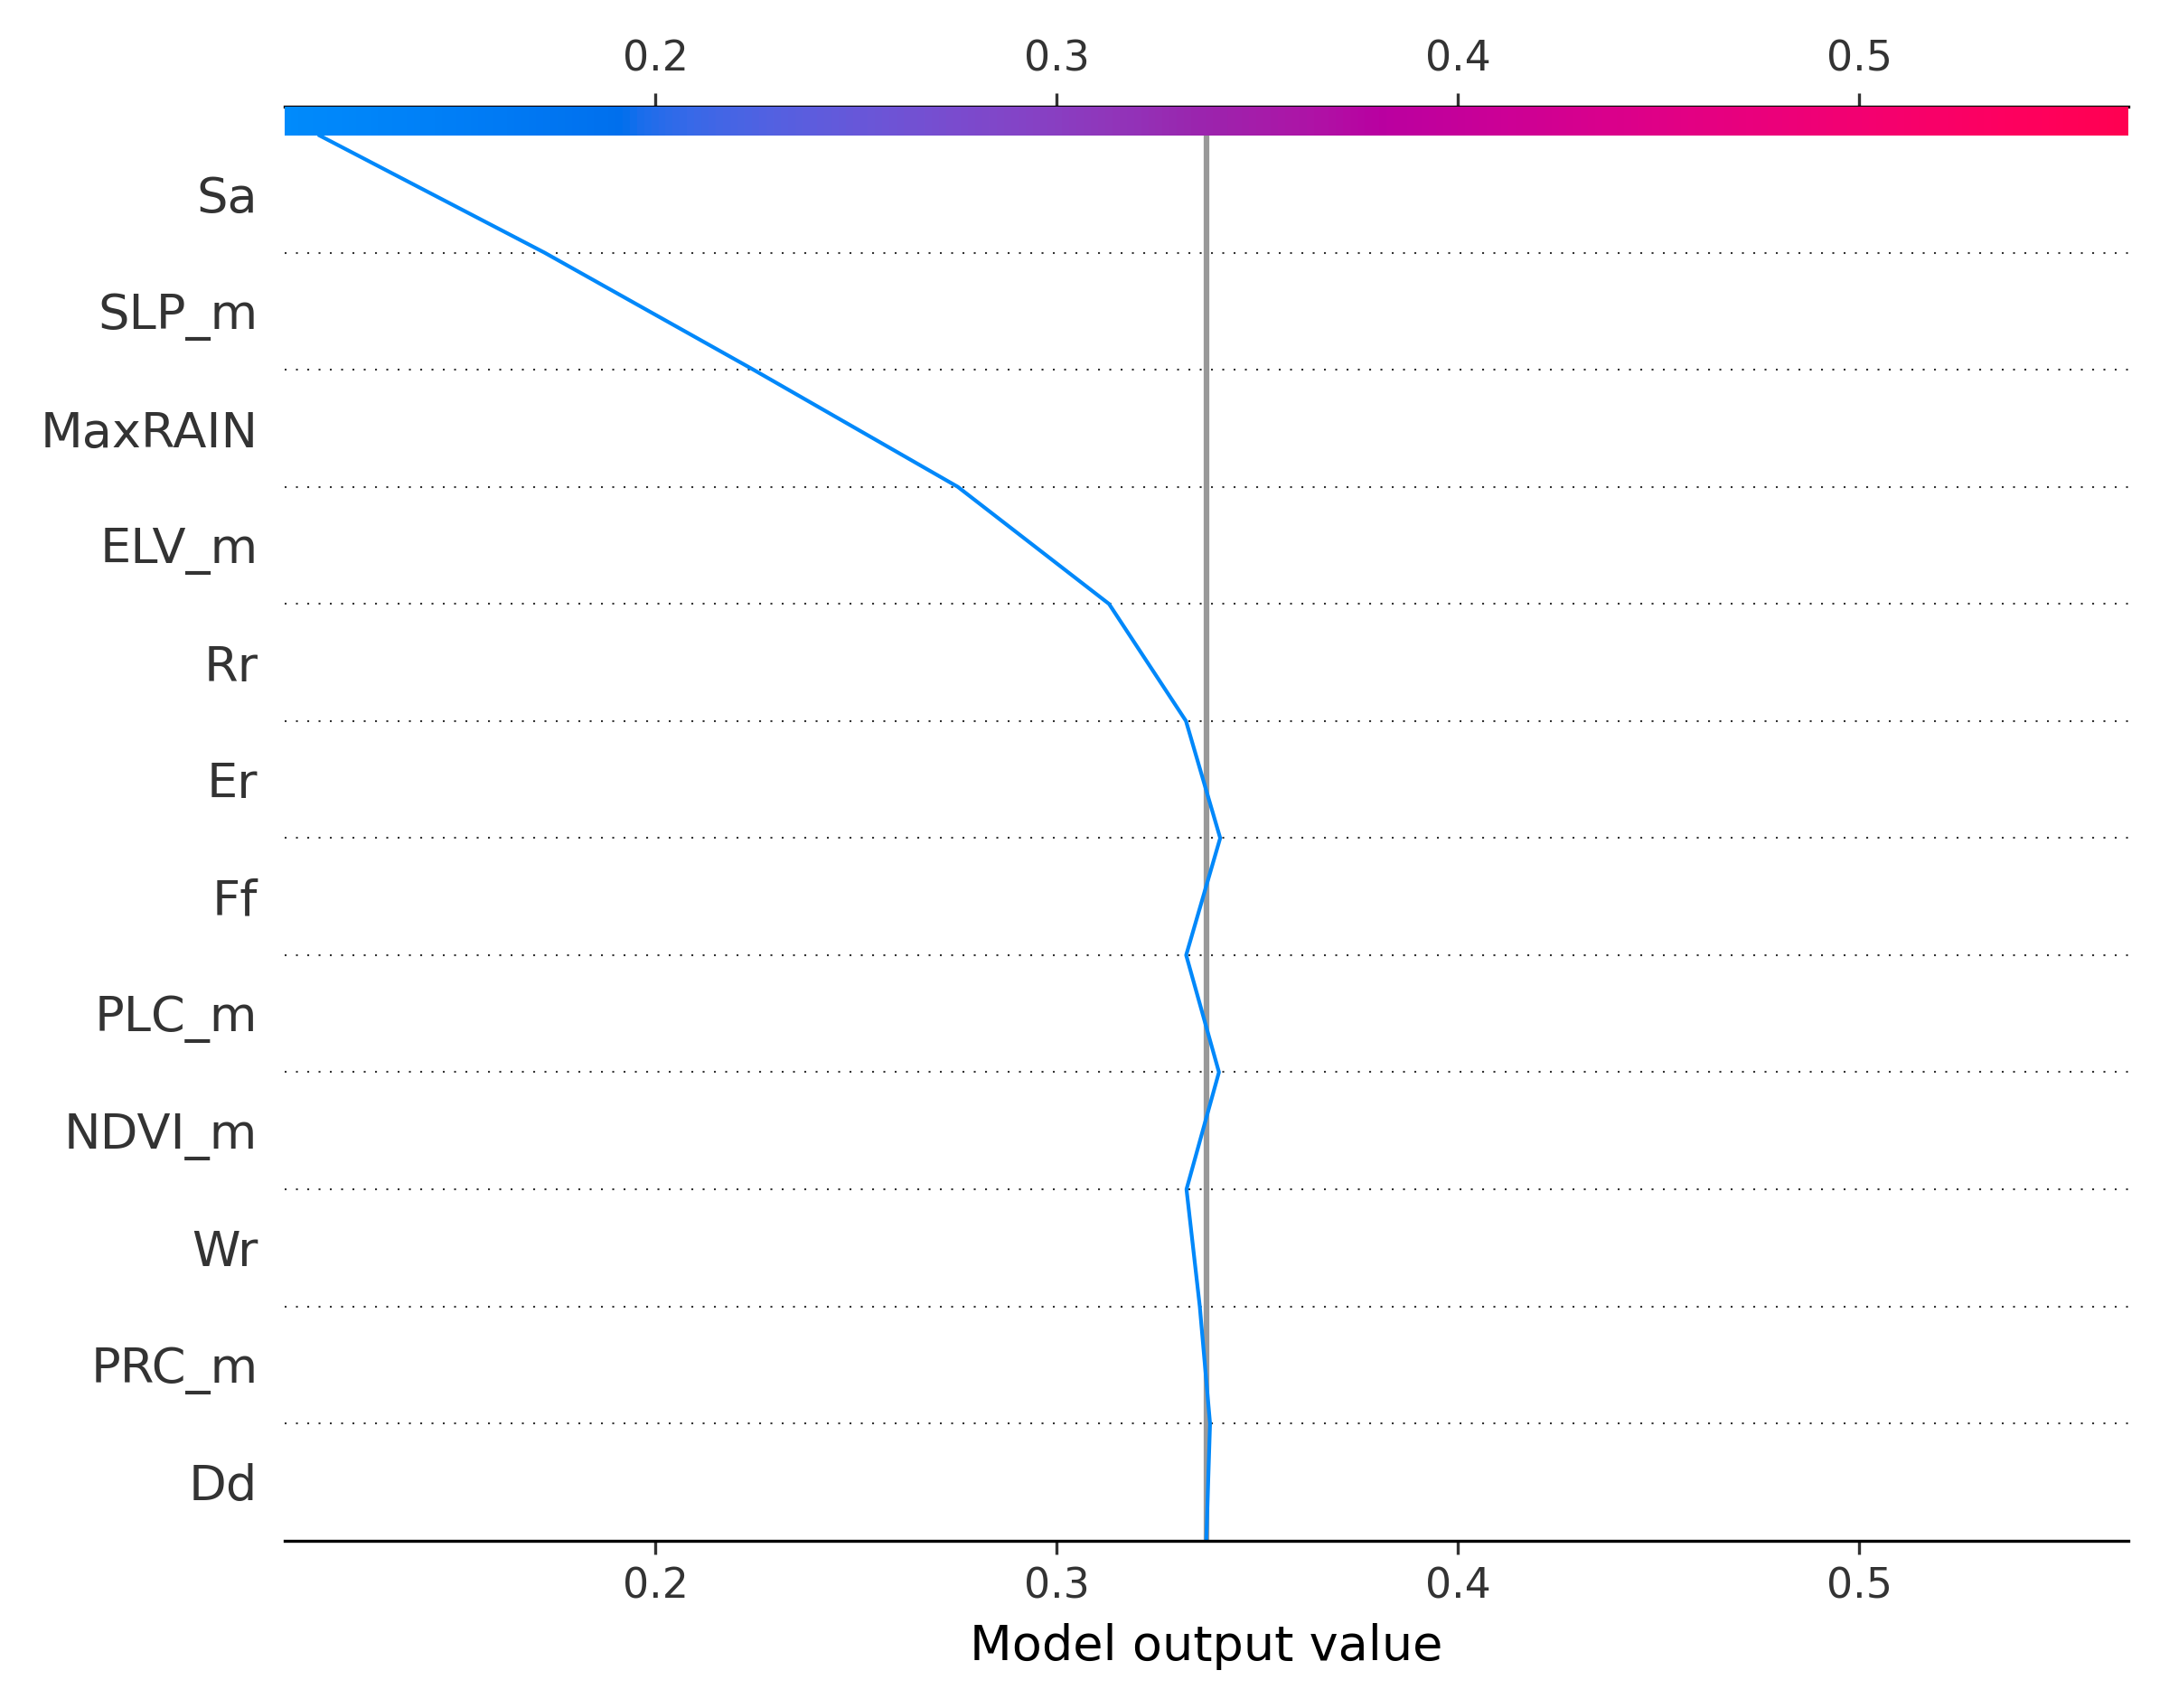 0.2 0.3 0.4 0.5
Sa
SLP_m
MaxRAIN
ELV_m
Rr
Er
Ff
PLC_m
NDVI_m
Wr
PRC_m
Dd
0.2 0.3 0.4 0.5
Model output value